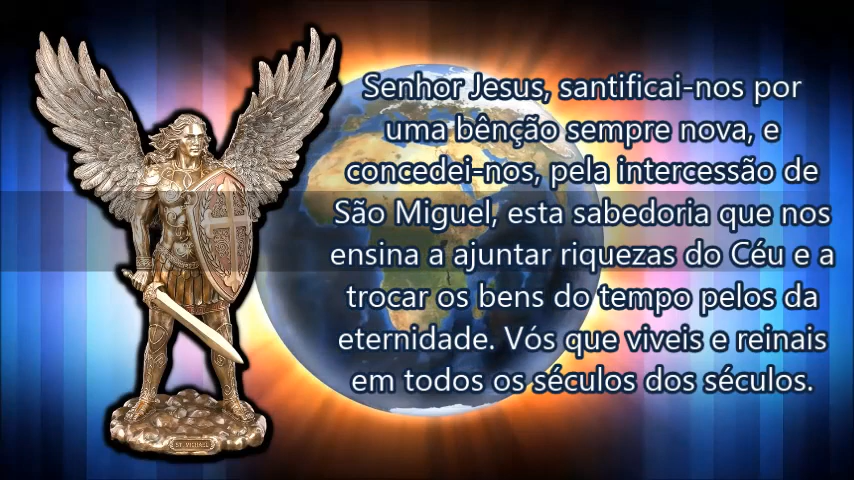 Senhor Jesus, santificai-nos por
uma bênção sempre nova, e
concedei-nos, pela intercessão de
São Miguel, esta sabedoria que nos
ensina a ajuntar riquezas do Céu e a
trocar os bens do tempo pelos da
eternidade. Vós que viveis e reinais
em todos os séculos dos séculos.
ST. MICHAEL